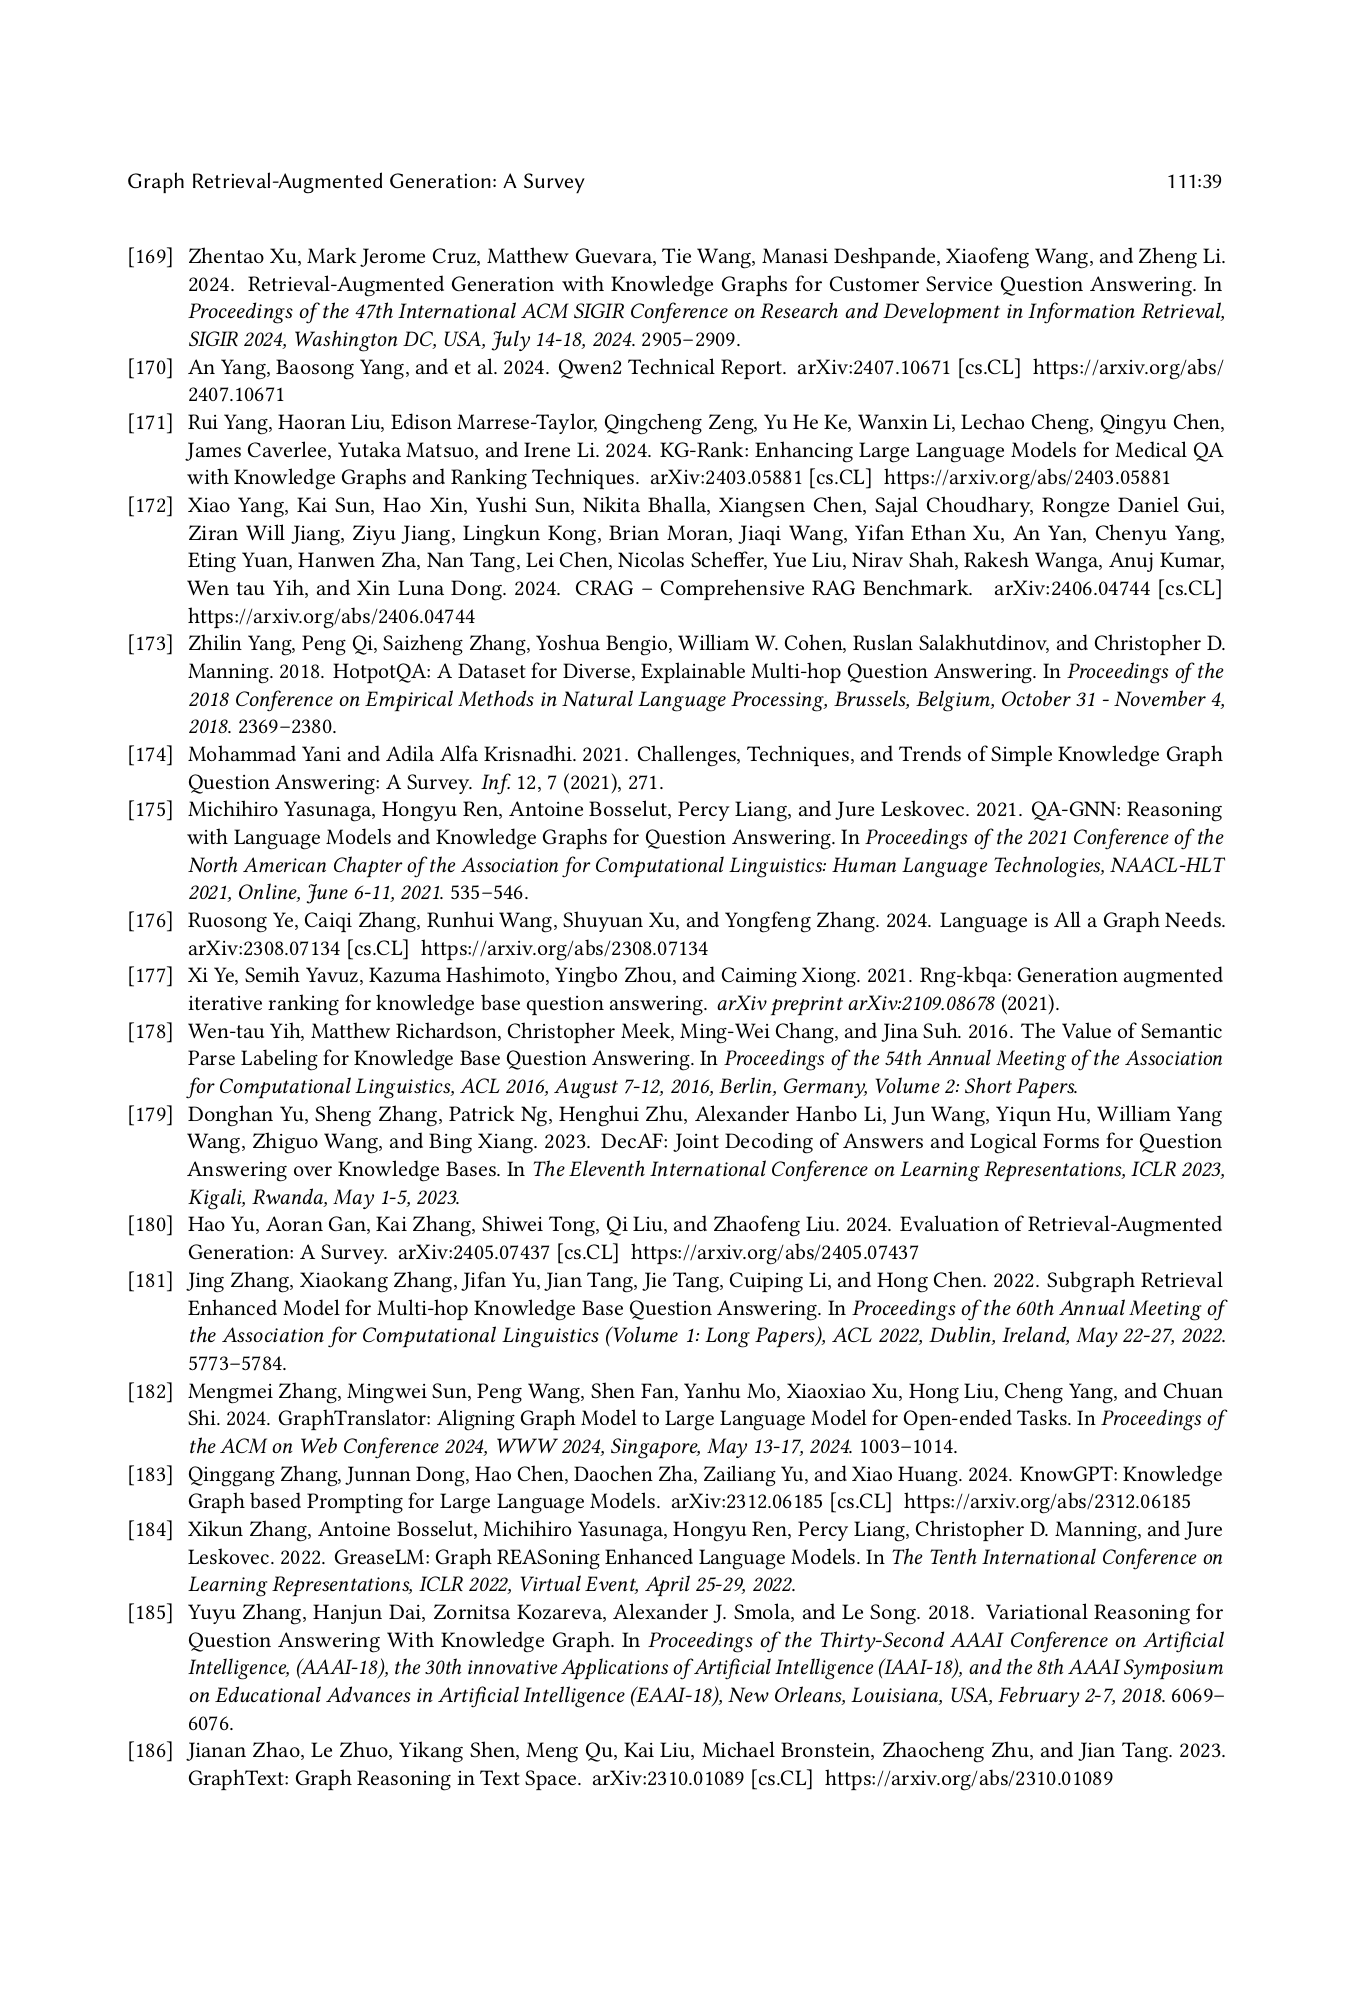 Graph Retrieval-Augmented Generation: A Survey 111:39
[169] Zhentao Xu, Mark Jerome Cruz, Matthew Guevara, Tie Wang, Manasi Deshpande, Xiaofeng Wang, and Zheng Li.
2024. Retrieval-Augmented Generation with Knowledge Graphs for Customer Service Question Answering. In
Proceedings of the 47th International ACM SIGIR Conference on Research and Development in Information Retrieval,
SIGIR 2024, Washington DC, USA, July 14-18, 2024. 2905–2909.
[170] An Yang, Baosong Yang, and et al. 2024. Qwen2 Technical Report. arXiv:2407.10671 [cs.CL] https://arxiv.org/abs/
2407.10671
[171] Rui Yang, Haoran Liu, Edison Marrese-Taylor, Qingcheng Zeng, Yu He Ke, Wanxin Li, Lechao Cheng, Qingyu Chen,
James Caverlee, Yutaka Matsuo, and Irene Li. 2024. KG-Rank: Enhancing Large Language Models for Medical QA
with Knowledge Graphs and Ranking Techniques. arXiv:2403.05881 [cs.CL] https://arxiv.org/abs/2403.05881
[172] Xiao Yang, Kai Sun, Hao Xin, Yushi Sun, Nikita Bhalla, Xiangsen Chen, Sajal Choudhary, Rongze Daniel Gui,
Ziran Will Jiang, Ziyu Jiang, Lingkun Kong, Brian Moran, Jiaqi Wang, Yifan Ethan Xu, An Yan, Chenyu Yang,
Eting Yuan, Hanwen Zha, Nan Tang, Lei Chen, Nicolas Scheffer, Yue Liu, Nirav Shah, Rakesh Wanga, Anuj Kumar,
Wen tau Yih, and Xin Luna Dong. 2024. CRAG – Comprehensive RAG Benchmark. arXiv:2406.04744 [cs.CL]
https://arxiv.org/abs/2406.04744
[173] Zhilin Yang, Peng Qi, Saizheng Zhang, Yoshua Bengio, William W. Cohen, Ruslan Salakhutdinov, and Christopher D.
Manning. 2018. HotpotQA: A Dataset for Diverse, Explainable Multi-hop Question Answering. In Proceedings of the
2018 Conference on Empirical Methods in Natural Language Processing, Brussels, Belgium, October 31 - November 4,
2018. 2369–2380.
[174] Mohammad Yani and Adila Alfa Krisnadhi. 2021. Challenges, Techniques, and Trends of Simple Knowledge Graph
Question Answering: A Survey. Inf. 12, 7 (2021), 271.
[175] Michihiro Yasunaga, Hongyu Ren, Antoine Bosselut, Percy Liang, and Jure Leskovec. 2021. QA-GNN: Reasoning
with Language Models and Knowledge Graphs for Question Answering. In Proceedings of the 2021 Conference of the
North American Chapter of the Association for Computational Linguistics: Human Language Technologies, NAACL-HLT
2021, Online, June 6-11, 2021. 535–546.
[176] Ruosong Ye, Caiqi Zhang, Runhui Wang, Shuyuan Xu, and Yongfeng Zhang. 2024. Language is All a Graph Needs.
arXiv:2308.07134 [cs.CL] https://arxiv.org/abs/2308.07134
[177] Xi Ye, Semih Yavuz, Kazuma Hashimoto, Yingbo Zhou, and Caiming Xiong. 2021. Rng-kbqa: Generation augmented
iterative ranking for knowledge base question answering. arXiv preprint arXiv:2109.08678 (2021).
[178] Wen-tau Yih, Matthew Richardson, Christopher Meek, Ming-Wei Chang, and Jina Suh. 2016. The Value of Semantic
Parse Labeling for Knowledge Base Question Answering. In Proceedings of the 54th Annual Meeting of the Association
for Computational Linguistics, ACL 2016, August 7-12, 2016, Berlin, Germany, Volume 2: Short Papers.
[179] Donghan Yu, Sheng Zhang, Patrick Ng, Henghui Zhu, Alexander Hanbo Li, Jun Wang, Yiqun Hu, William Yang
Wang, Zhiguo Wang, and Bing Xiang. 2023. DecAF: Joint Decoding of Answers and Logical Forms for Question
Answering over Knowledge Bases. In The Eleventh International Conference on Learning Representations, ICLR 2023,
Kigali, Rwanda, May 1-5, 2023.
[180] Hao Yu, Aoran Gan, Kai Zhang, Shiwei Tong, Qi Liu, and Zhaofeng Liu. 2024. Evaluation of Retrieval-Augmented
Generation: A Survey. arXiv:2405.07437 [cs.CL] https://arxiv.org/abs/2405.07437
[181] Jing Zhang, Xiaokang Zhang, Jifan Yu, Jian Tang, Jie Tang, Cuiping Li, and Hong Chen. 2022. Subgraph Retrieval
Enhanced Model for Multi-hop Knowledge Base Question Answering. In Proceedings of the 60th Annual Meeting of
the Association for Computational Linguistics (Volume 1: Long Papers), ACL 2022, Dublin, Ireland, May 22-27, 2022.
5773–5784.
[182] Mengmei Zhang, Mingwei Sun, Peng Wang, Shen Fan, Yanhu Mo, Xiaoxiao Xu, Hong Liu, Cheng Yang, and Chuan
Shi. 2024. GraphTranslator: Aligning Graph Model to Large Language Model for Open-ended Tasks. In Proceedings of
the ACM on Web Conference 2024, WWW 2024, Singapore, May 13-17, 2024. 1003–1014.
[183] Qinggang Zhang, Junnan Dong, Hao Chen, Daochen Zha, Zailiang Yu, and Xiao Huang. 2024. KnowGPT: Knowledge
Graph based Prompting for Large Language Models. arXiv:2312.06185 [cs.CL] https://arxiv.org/abs/2312.06185
[184] Xikun Zhang, Antoine Bosselut, Michihiro Yasunaga, Hongyu Ren, Percy Liang, Christopher D. Manning, and Jure
Leskovec. 2022. GreaseLM: Graph REASoning Enhanced Language Models. In The Tenth International Conference on
Learning Representations, ICLR 2022, Virtual Event, April 25-29, 2022.
[185] Yuyu Zhang, Hanjun Dai, Zornitsa Kozareva, Alexander J. Smola, and Le Song. 2018. Variational Reasoning for
Question Answering With Knowledge Graph. In Proceedings of the Thirty-Second AAAI Conference on Artificial
Intelligence, (AAAI-18), the 30th innovative Applications of Artificial Intelligence (IAAI-18), and the 8th AAAI Symposium
on Educational Advances in Artificial Intelligence (EAAI-18), New Orleans, Louisiana, USA, February 2-7, 2018. 6069–
6076.
[186] Jianan Zhao, Le Zhuo, Yikang Shen, Meng Qu, Kai Liu, Michael Bronstein, Zhaocheng Zhu, and Jian Tang. 2023.
GraphText: Graph Reasoning in Text Space. arXiv:2310.01089 [cs.CL] https://arxiv.org/abs/2310.01089